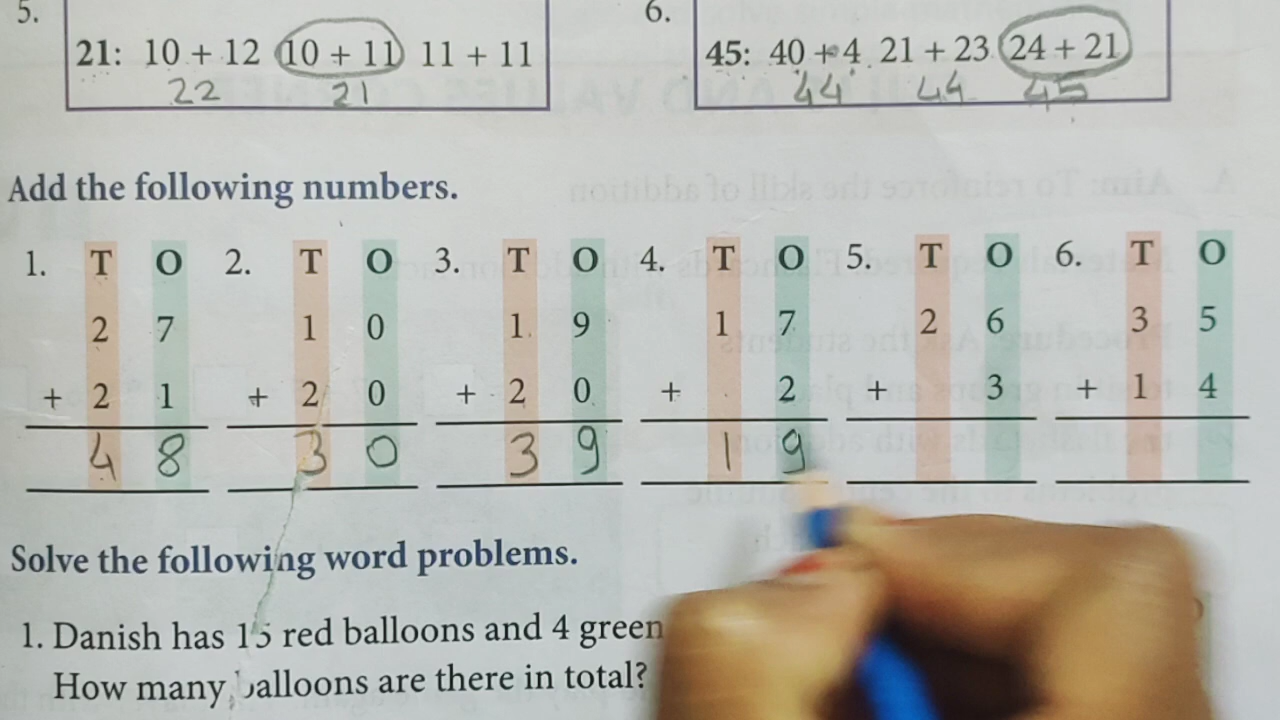 5. 6.
21: 10 + 12 10 + 11 11 + 11 45: 40 + 4 21 + 23 24 + 21
22 21 44 44 45
Add the following numbers.
1. T O 2. T O 3. T O 4. T O 5. T O 6. T O
2 7 1 0 1 9 1 7 2 6 3 5
+ 2 1 + 2 0 + 2 0 + 2 + 3 + 1 4
4 8 3 0 3 9 1 9
Solve the following word problems.
1. Danish has 15 red balloons and 4 green
How many balloons are there in total?